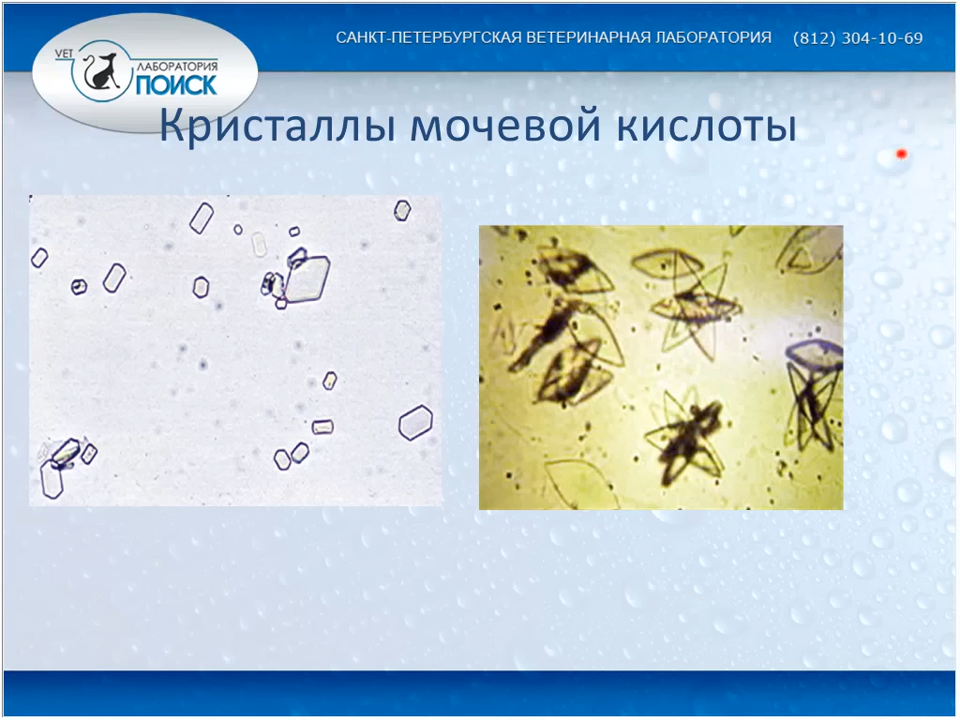 САНКТ-ПЕТЕРБУРГСКАЯ ВЕТЕРИНАРНАЯ ЛАБОРАТОРИЯ (812) 304-10-69
VET
ЛАБОРАТОРИЯ
ПОИСК
Кристаллы мочевой кислоты